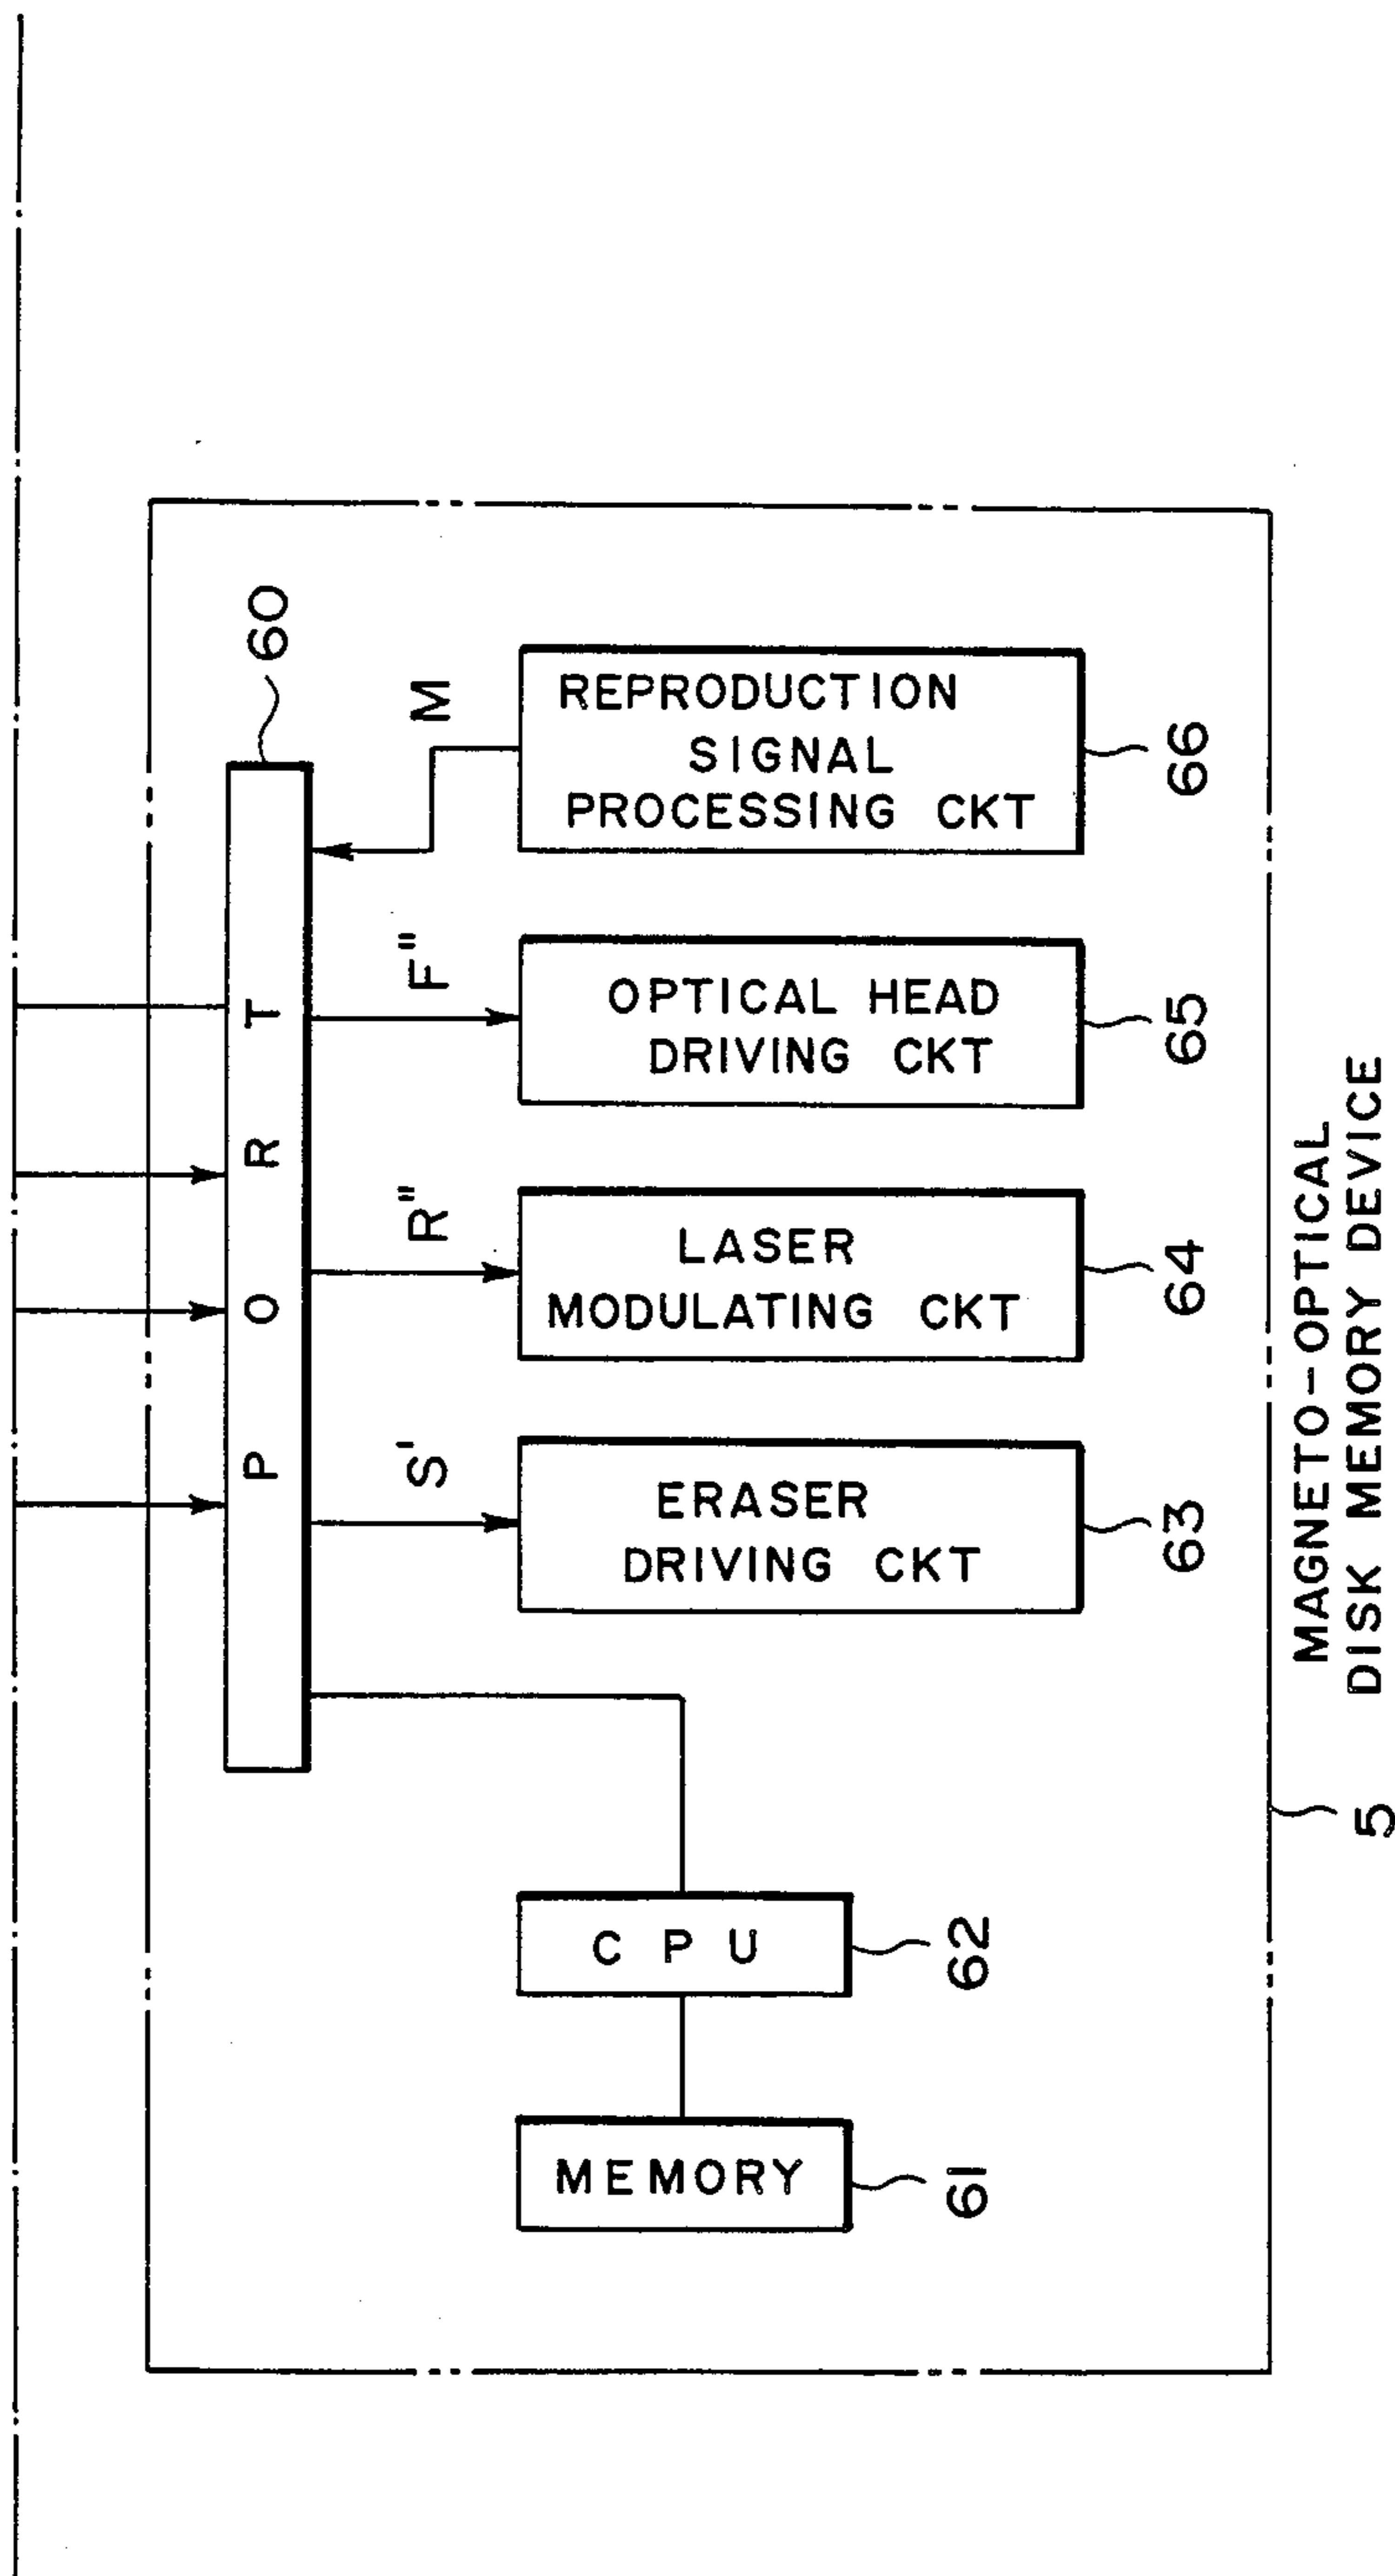 PORT
60
S'
R"
F"
M
MEMORY
61
CPU
62
ERASER
DRIVING CKT
63
LASER
MODULATING CKT
64
OPTICAL HEAD
DRIVING CKT
65
REPRODUCTION
SIGNAL
PROCESSING CKT
66
5
MAGNETO-OPTICAL
DISK MEMORY DEVICE